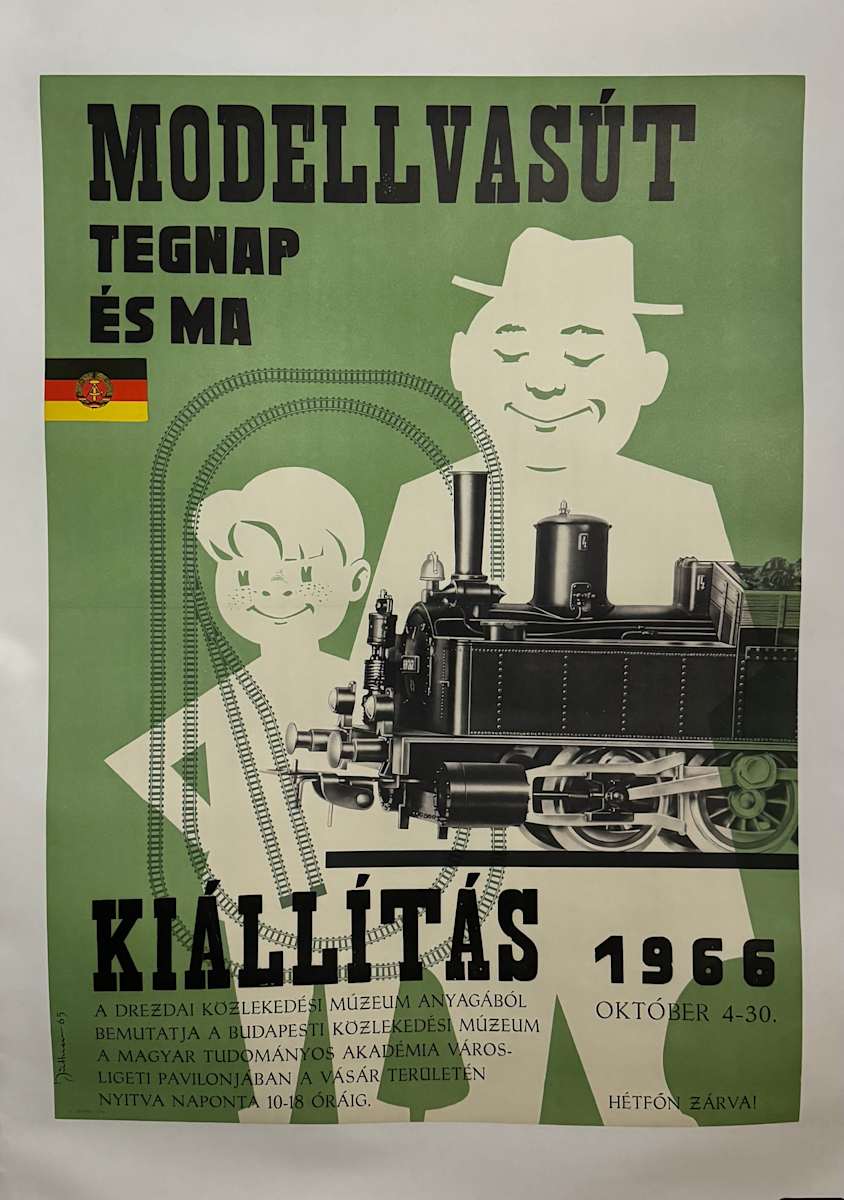 MODELLVASÚT
TEGNAP
ÉS MA
KIÁLLÍTÁS
1966
A DREZDAI KÖZLEKEDÉSI MÚZEUM ANYAGÁBÓL
BEMUTATJA A BUDAPESTI KÖZLEKEDÉSI MÚZEUM
A MAGYAR TUDOMÁNYOS AKADÉMIA VÁROS-
LIGETI PAVILONJÁBAN A VÁSÁR TERÜLETÉN
NYITVA NAPONTA 10-18 ÓRÁIG.
OKTÓBER 4-30.
HÉTFŐN ZÁRVA!